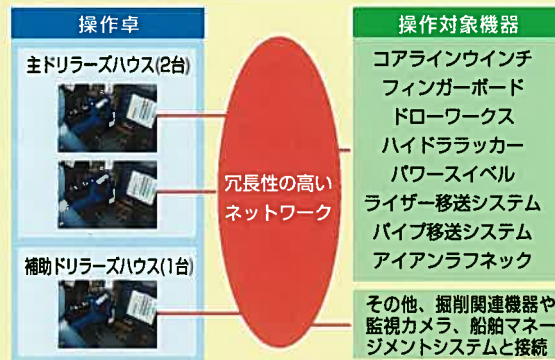 操作卓
主ドリラーズハウス(2台)
補助ドリラーズハウス(1台)
冗長性の高い
ネットワーク
操作対象機器
コアラインウインチ
フィンガーボード
ドローワークス
ハイドララッカー
パワースイベル
ライザー移送システム
パイプ移送システム
アイアンラフネック
その他、掘削関連機器や
監視カメラ、船舶マネー
ジメントシステムと接続